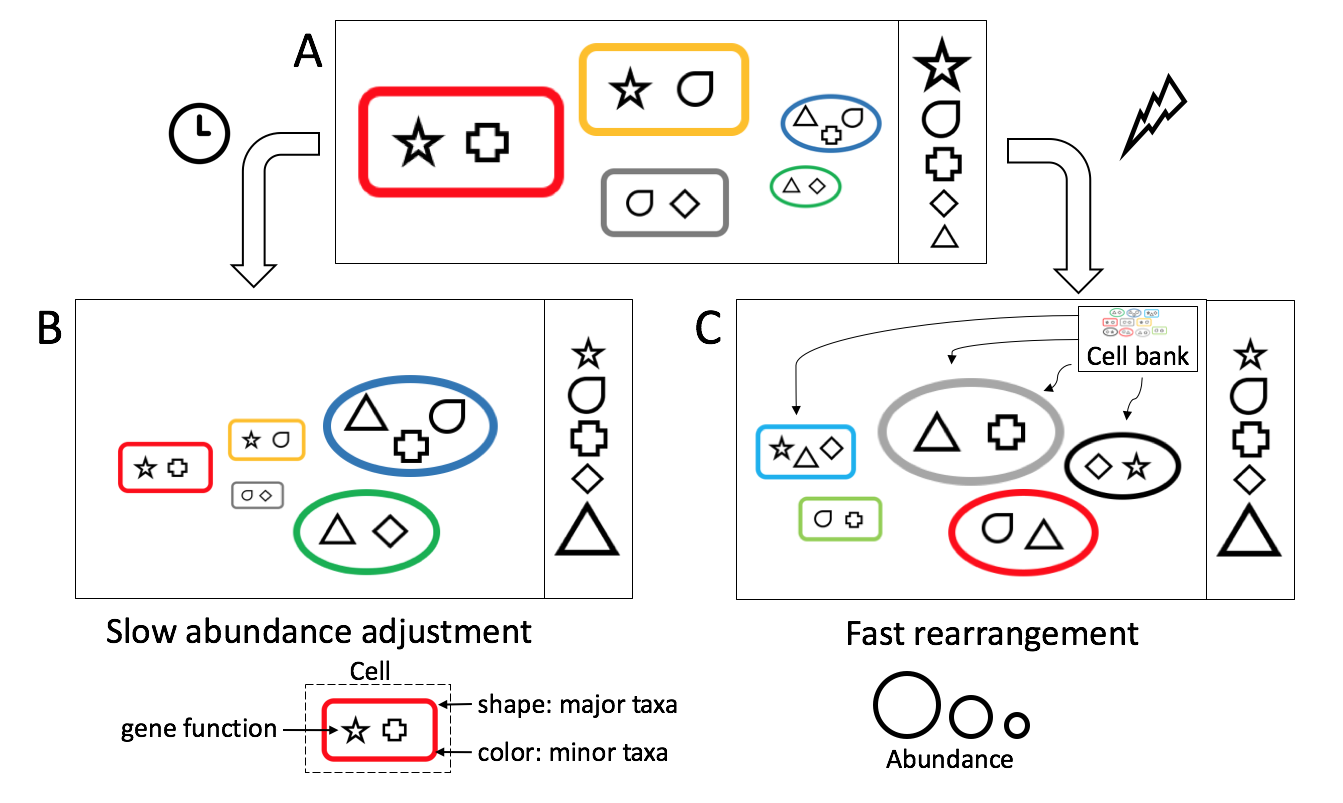 A
B
C
Cell bank
Slow abundance adjustment
Fast rearrangement
Cell
gene function
shape: major taxa
color: minor taxa
Abundance